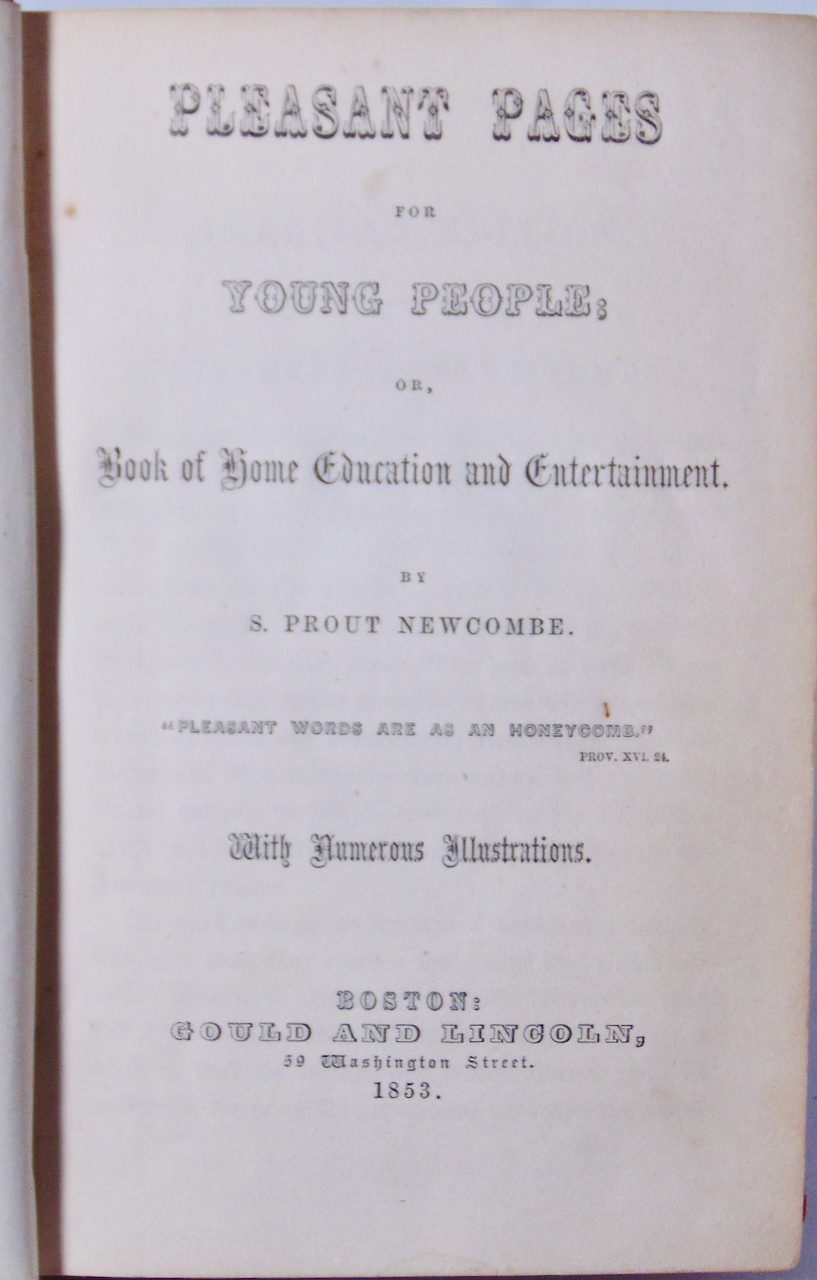 PLEASANT PAGES
FOR
YOUNG PEOPLE;
OR,
Book of Home Education and Entertainment.
BY
S. PROUT NEWCOMBE.
"PLEASANT WORDS ARE AS AN HONEYCOMB."
PROV. XVI. 24.
With Numerous Illustrations.
BOSTON:
GOULD AND LINCOLN,
59 Washington Street.
1853.